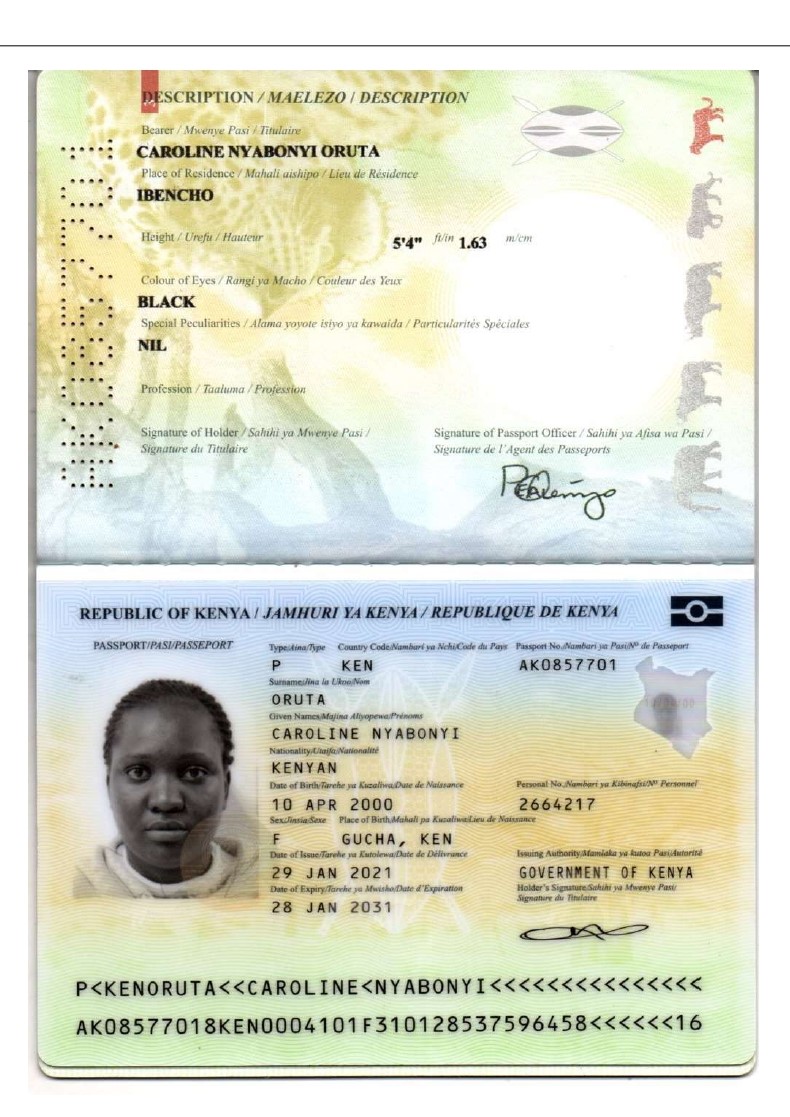 DESCRIPTION / MAELEZO / DESCRIPTION
Bearer / Mwenye Pasi / Titulaire
CAROLINE NYABONYI ORUTA
Place of Residence / Mahali aishipo / Lieu de Résidence
IBENCHO
Height / Urefu / Hauteur 5'4" ft/in 1.63 m/cm
Colour of Eyes / Rangi ya Macho / Couleur des Yeux
BLACK
Special Peculiarities / Alama yoyote isiyo ya kawaida / Particularités Spéciales
NIL
Profession / Taaluma / Profession
Signature of Holder / Sahihi ya Mwenye Pasi /
Signature du Titulaire
Signature of Passport Officer / Sahihi ya Afisa wa Pasi /
Signature de l'Agent des Passeports
AK0857701
REPUBLIC OF KENYA / JAMHURI YA KENYA / REPUBLIQUE DE KENYA
PASSPORT/PASI/PASSEPORT
Type/Aina/Type Country Code/Nambari ya Nchi/Code du Pays Passport No./Nambari ya Pasi/Nº de Passeport
P KEN AK0857701
Surname/Jina la Ukoo/Nom
ORUTA
Given Names/Majina Aliyopewa/Prénoms
CAROLINE NYABONYI
Nationality/Utaifa/Nationalité
KENYAN
Date of Birth/Tarehe ya Kuzaliwa/Date de Naissance Personal No./Nambari ya Kibinafsi/Nº Personnel
10 APR 2000 2664217
Sex/Jinsia/Sexe Place of Birth/Mahali pa Kuzaliwa/Lieu de Naissance
F GUCHA, KEN
Date of Issue/Tarehe ya Kutolewa/Date de Délivrance Issuing Authority/Mamlaka ya kutoa Pasi/Autorité
29 JAN 2021 GOVERNMENT OF KENYA
Date of Expiry/Tarehe ya Mwisho/Date d'Expiration Holder's Signature/Sahihi ya Mwenye Pasi/
Signature du Titulaire
28 JAN 2031
P<KENORUTA<<CAROLINE<NYABONYI<<<<<<<<<<<<<<<
AK08577018KEN0004101F310128537596458<<<<<<16